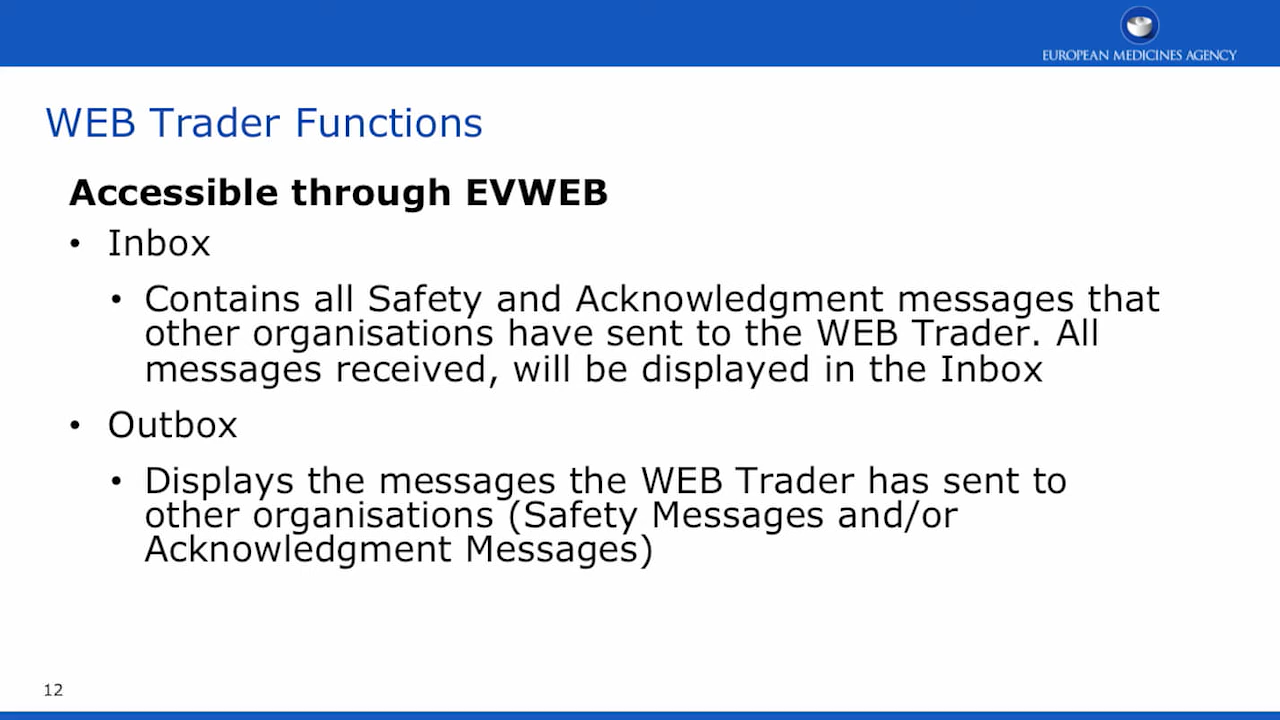 EUROPEAN MEDICINES AGENCY
WEB Trader Functions
Accessible through EVWEB
• Inbox
• Contains all Safety and Acknowledgment messages that
other organisations have sent to the WEB Trader. All
messages received, will be displayed in the Inbox
• Outbox
• Displays the messages the WEB Trader has sent to
other organisations (Safety Messages and/or
Acknowledgment Messages)
12